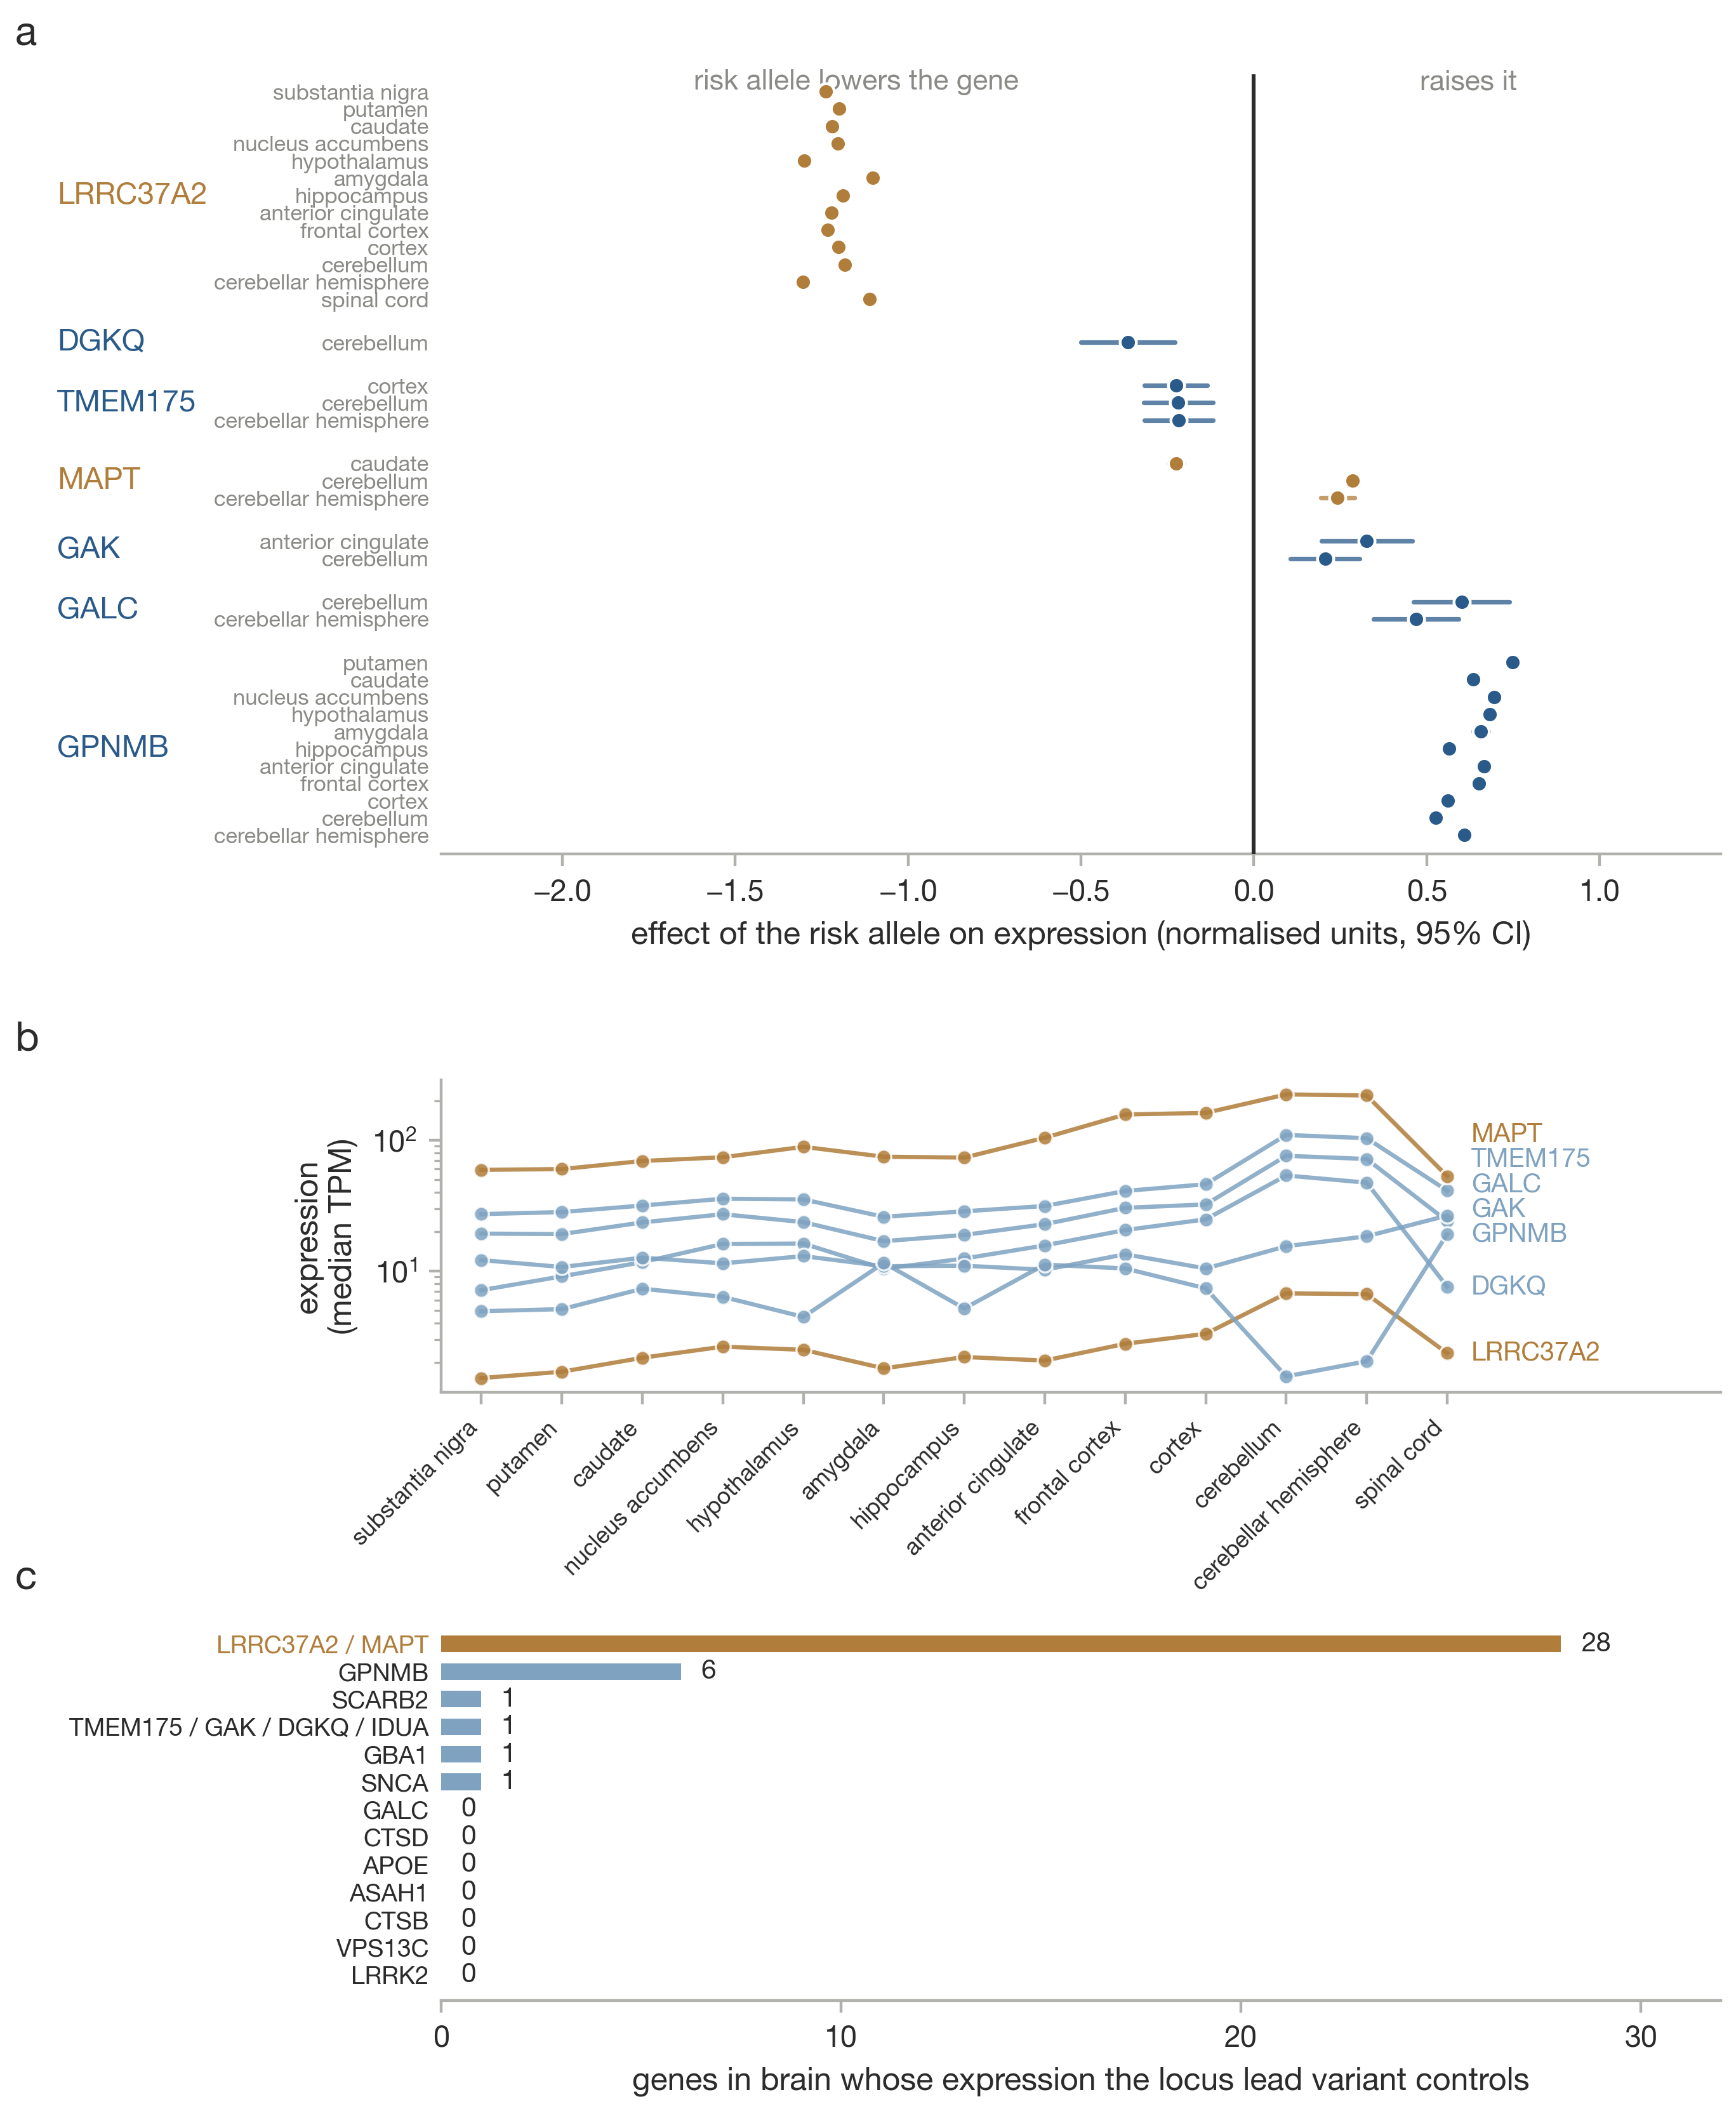 a
risk allele lowers the gene
raises it
LRRC37A2
substantia nigra
putamen
caudate
nucleus accumbens
hypothalamus
amygdala
hippocampus
anterior cingulate
frontal cortex
cortex
cerebellum
cerebellar hemisphere
spinal cord
DGKQ
cerebellum
TMEM175
cortex
cerebellum
cerebellar hemisphere
MAPT
caudate
cerebellum
cerebellar hemisphere
GAK
anterior cingulate
cerebellum
GALC
cerebellum
cerebellar hemisphere
GPNMB
putamen
caudate
nucleus accumbens
hypothalamus
amygdala
hippocampus
anterior cingulate
frontal cortex
cortex
cerebellum
cerebellar hemisphere
−2.0 −1.5 −1.0 −0.5 0.0 0.5 1.0
effect of the risk allele on expression (normalised units, 95% CI)
b
expression
(median TPM)
10²
10¹
MAPT
TMEM175
GALC
GAK
GPNMB
DGKQ
LRRC37A2
substantia nigra
putamen
caudate
nucleus accumbens
hypothalamus
amygdala
hippocampus
anterior cingulate
frontal cortex
cortex
cerebellum
cerebellar hemisphere
spinal cord
c
LRRC37A2 / MAPT 28
GPNMB 6
SCARB2 1
TMEM175 / GAK / DGKQ / IDUA 1
GBA1 1
SNCA 1
GALC 0
CTSD 0
APOE 0
ASAH1 0
CTSB 0
VPS13C 0
LRRK2 0
0 10 20 30
genes in brain whose expression the locus lead variant controls